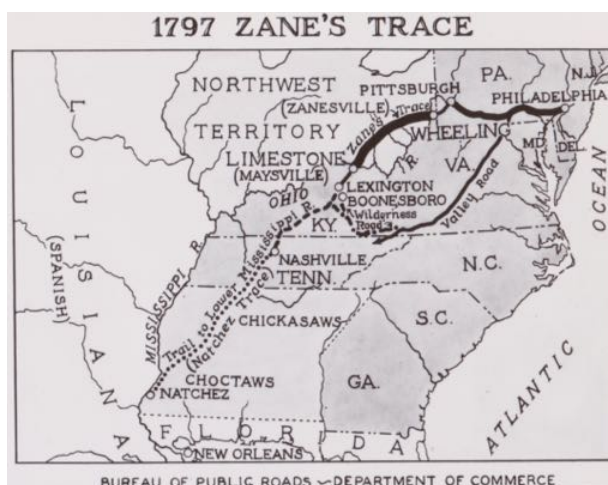 1797 ZANE'S TRACE
NORTHWEST
TERRITORY
PITTSBURGH
(ZANESVILLE)
Zane's Trace
PA.
N.J.
PHILADELPHIA
WHEELING
MD.
DEL.
LIMESTONE
(MAYSVILLE)
R.
VA.
LEXINGTON
BOONESBORO
OHIO
R.
KY.
Wilderness
Road
Valley Road
NASHVILLE
TENN.
N.C.
S.C.
GA.
CHICKASAWS
CHOCTAWS
Trail to Lower Mississippi
(Natchez Trace)
MISSISSIPPI R.
NATCHEZ
LOUISIANA
(SPANISH)
FLORIDA
NEW ORLEANS
ATLANTIC
OCEAN
BUREAU OF PUBLIC ROADS ~ DEPARTMENT OF COMMERCE